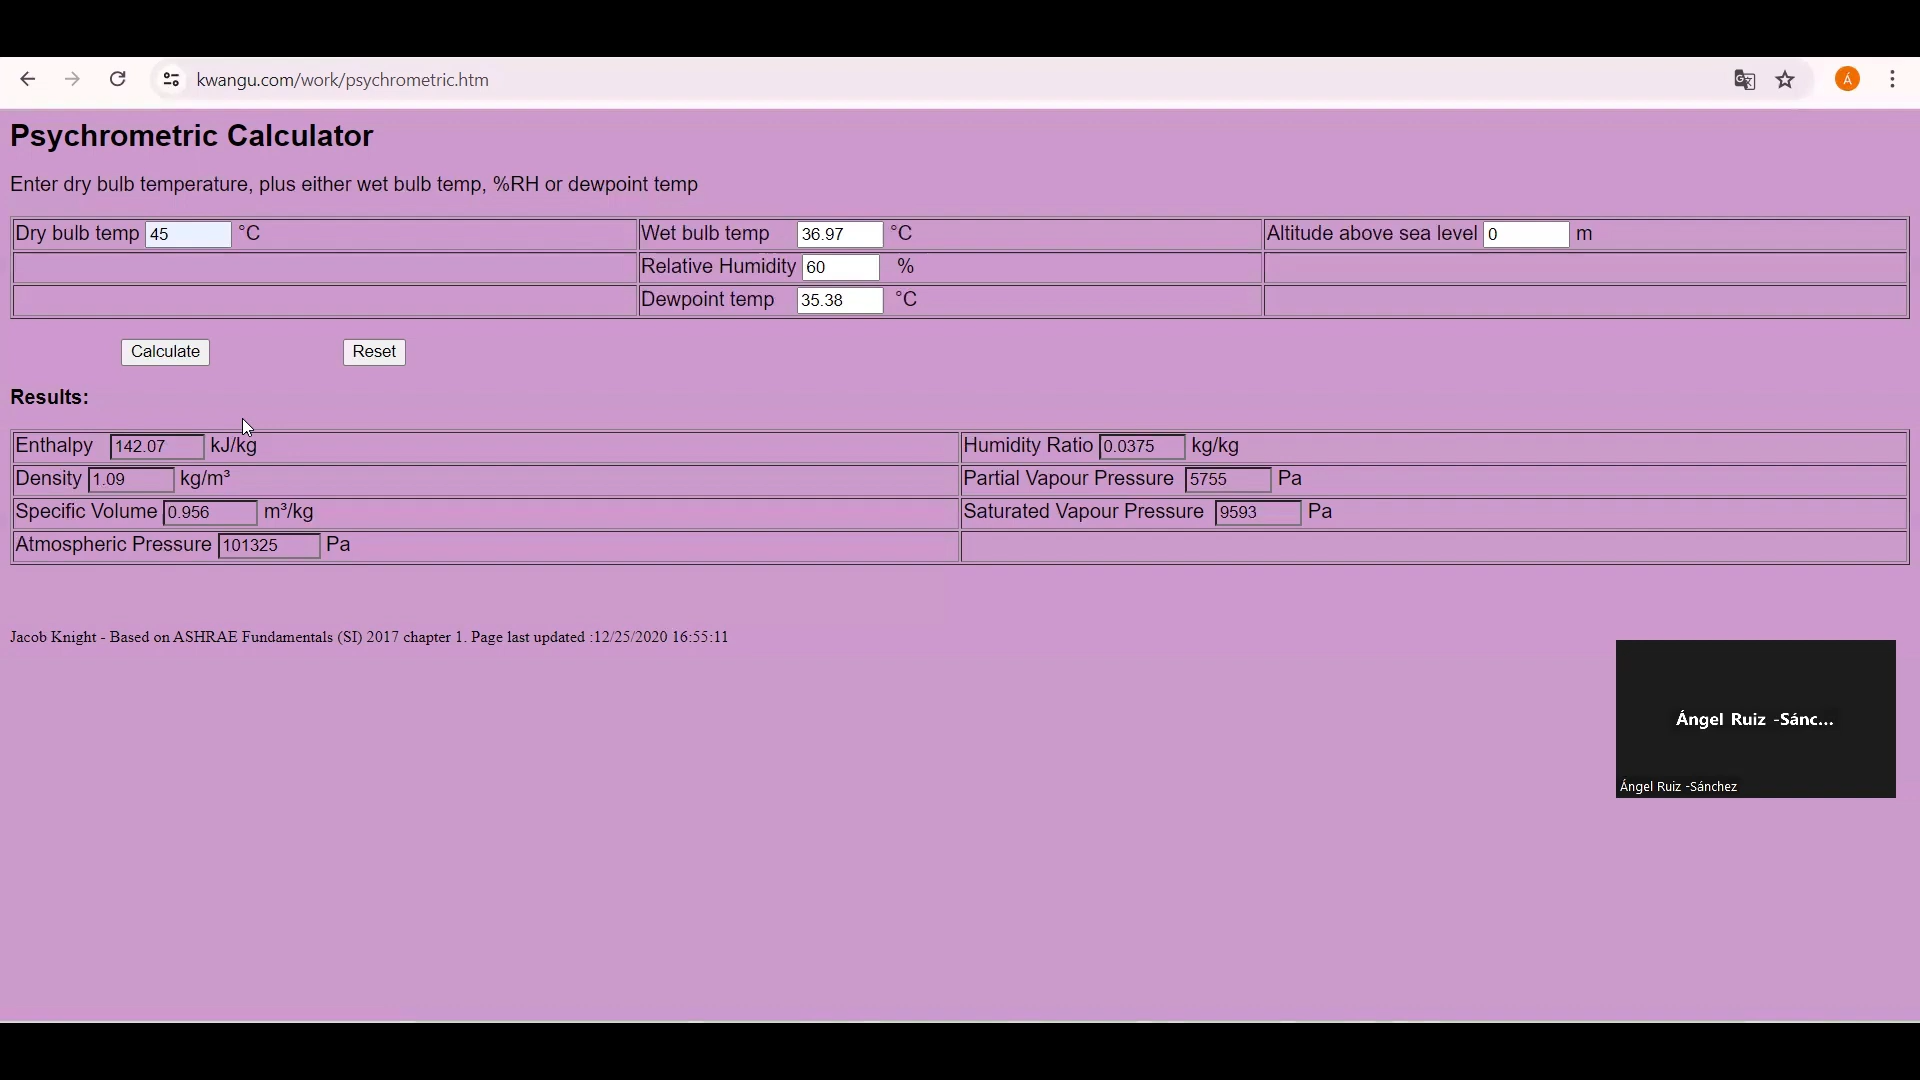 kwangu.com/work/psychrometric.htm
Á
Psychrometric Calculator
Enter dry bulb temperature, plus either wet bulb temp, %RH or dewpoint temp
Dry bulb temp 45 °C Wet bulb temp 36.97 °C Altitude above sea level 0 m
Relative Humidity 60 %
Dewpoint temp 35.38 °C
Calculate Reset
Results:
Enthalpy 142.07 kJ/kg Humidity Ratio 0.0375 kg/kg
Density 1.09 kg/m³ Partial Vapour Pressure 5755 Pa
Specific Volume 0.956 m³/kg Saturated Vapour Pressure 9593 Pa
Atmospheric Pressure 101325 Pa
Jacob Knight - Based on ASHRAE Fundamentals (SI) 2017 chapter 1. Page last updated :12/25/2020 16:55:11
Ángel Ruiz -Sánc...
Ángel Ruiz -Sánchez